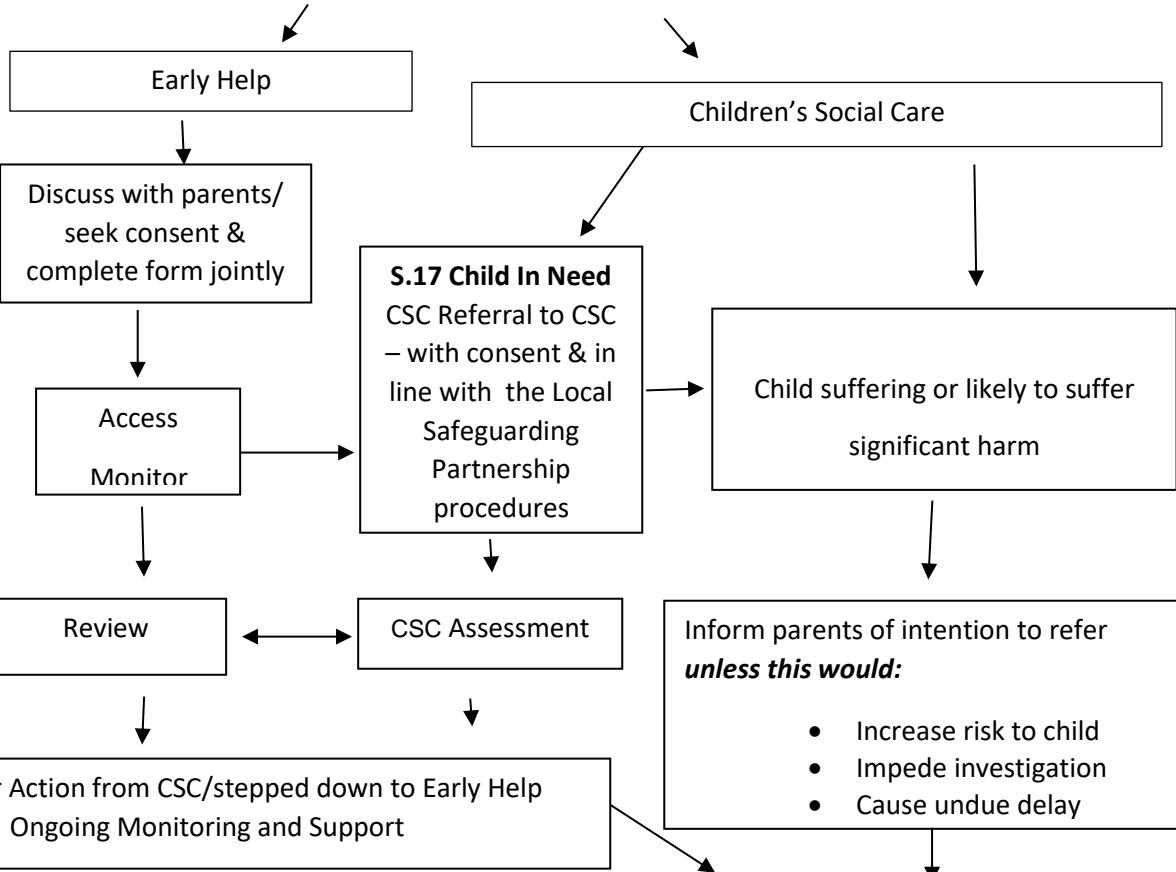 Early Help
Children's Social Care
Discuss with parents/
seek consent &
complete form jointly
S.17 Child In Need
CSC Referral to CSC
– with consent & in
line with the Local
Safeguarding
Partnership
procedures
Child suffering or likely to suffer
significant harm
Access
Monitor
Review
CSC Assessment
Inform parents of intention to refer
unless this would:
• Increase risk to child
• Impede investigation
• Cause undue delay
Action from CSC/stepped down to Early Help
Ongoing Monitoring and Support